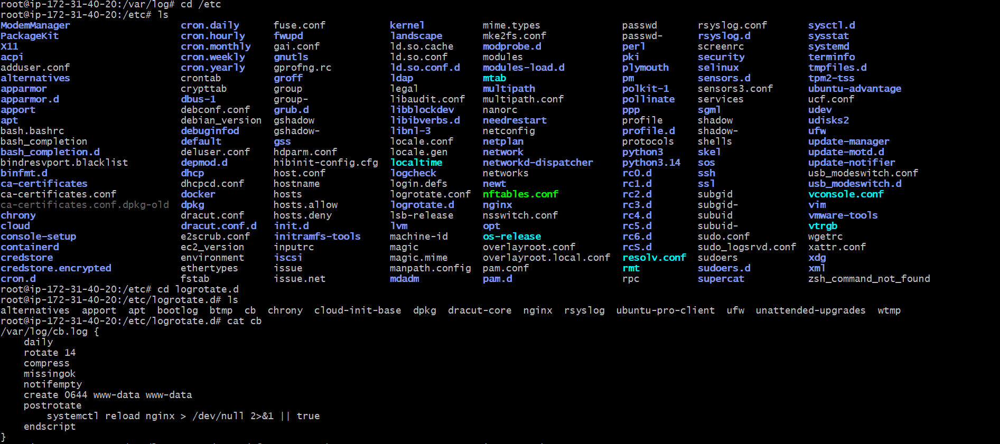 root@ip-172-31-40-20:/var/log# cd /etc
root@ip-172-31-40-20:/etc# ls
ModemManager cron.daily fuse.conf kernel mime.types passwd rsyslog.conf sysctl.d
PackageKit cron.hourly fwupd landscape mke2fs.conf passwd- rsyslog.d sysstat
X11 cron.monthly gai.conf ld.so.cache modprobe.d perl screenrc systemd
acpi cron.weekly gnutls ld.so.conf modules pki security terminfo
adduser.conf cron.yearly gprofng.rc ld.so.conf.d modules-load.d plymouth selinux tmpfiles.d
alternatives crontab groff ldap mtab pm sensors.d tpm2-tss
apparmor crypttab group legal multipath polkit-1 sensors3.conf ubuntu-advantage
apparmor.d dbus-1 group- libaudit.conf multipath.conf pollinate services ucf.conf
apport debconf.conf grub.d libblockdev nanorc ppp sgml udev
apt debian_version gshadow libibverbs.d needrestart profile shadow udisks2
bash.bashrc debuginfod gshadow- libnl-3 netconfig profile.d shadow- ufw
bash_completion default gss locale.conf netplan protocols shells update-manager
bash_completion.d deluser.conf hdparm.conf locale.gen network python3 skel update-motd.d
bindresvport.blacklist depmod.d hibinit-config.cfg localtime networkd-dispatcher python3.14 sos update-notifier
binfmt.d dhcp host.conf logcheck networks rc0.d ssh usb_modeswitch.conf
ca-certificates dhcpcd.conf hostname login.defs newt rc1.d ssl usb_modeswitch.d
ca-certificates.conf docker hosts logrotate.conf nftables.conf rc2.d subgid vconsole.conf
ca-certificates.conf.dpkg-old dpkg hosts.allow logrotate.d nginx rc3.d subgid- vim
chrony dracut.conf hosts.deny lsb-release nsswitch.conf rc4.d subuid vmware-tools
cloud dracut.conf.d init.d lvm opt rc5.d subuid- vtrgb
console-setup e2scrub.conf initramfs-tools machine-id os-release rc6.d sudo.conf wgetrc
containerd ec2_version inputrc magic overlayroot.conf rcS.d sudo_logsrvd.conf xattr.conf
credstore environment iscsi magic.mime overlayroot.local.conf resolv.conf sudoers xdg
credstore.encrypted ethertypes issue manpath.config pam.conf rmt sudoers.d xml
cron.d fstab issue.net mdadm pam.d rpc supercat zsh_command_not_found
root@ip-172-31-40-20:/etc# cd logrotate.d
root@ip-172-31-40-20:/etc/logrotate.d# ls
alternatives apport apt bootlog btmp cb chrony cloud-init-base dpkg dracut-core nginx rsyslog ubuntu-pro-client ufw unattended-upgrades wtmp
root@ip-172-31-40-20:/etc/logrotate.d# cat cb
/var/log/cb.log {
    daily
    rotate 14
    compress
    missingok
    notifempty
    create 0644 www-data www-data
    postrotate
        systemctl reload nginx > /dev/null 2>&1 || true
    endscript
}